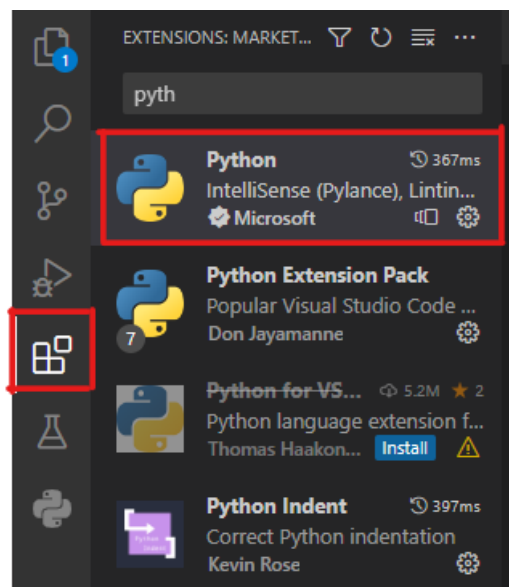 EXTENSIONS: MARKET...
1
pyth
Python 367ms
IntelliSense (Pylance), Lintin...
Microsoft
Python Extension Pack
Popular Visual Studio Code ...
7 Don Jayamanne
Python for VS... 5.2M ★ 2
Python language extension f...
Thomas Haakon... Install
Python Indent 397ms
Correct Python indentation
Python
Indent
Kevin Rose